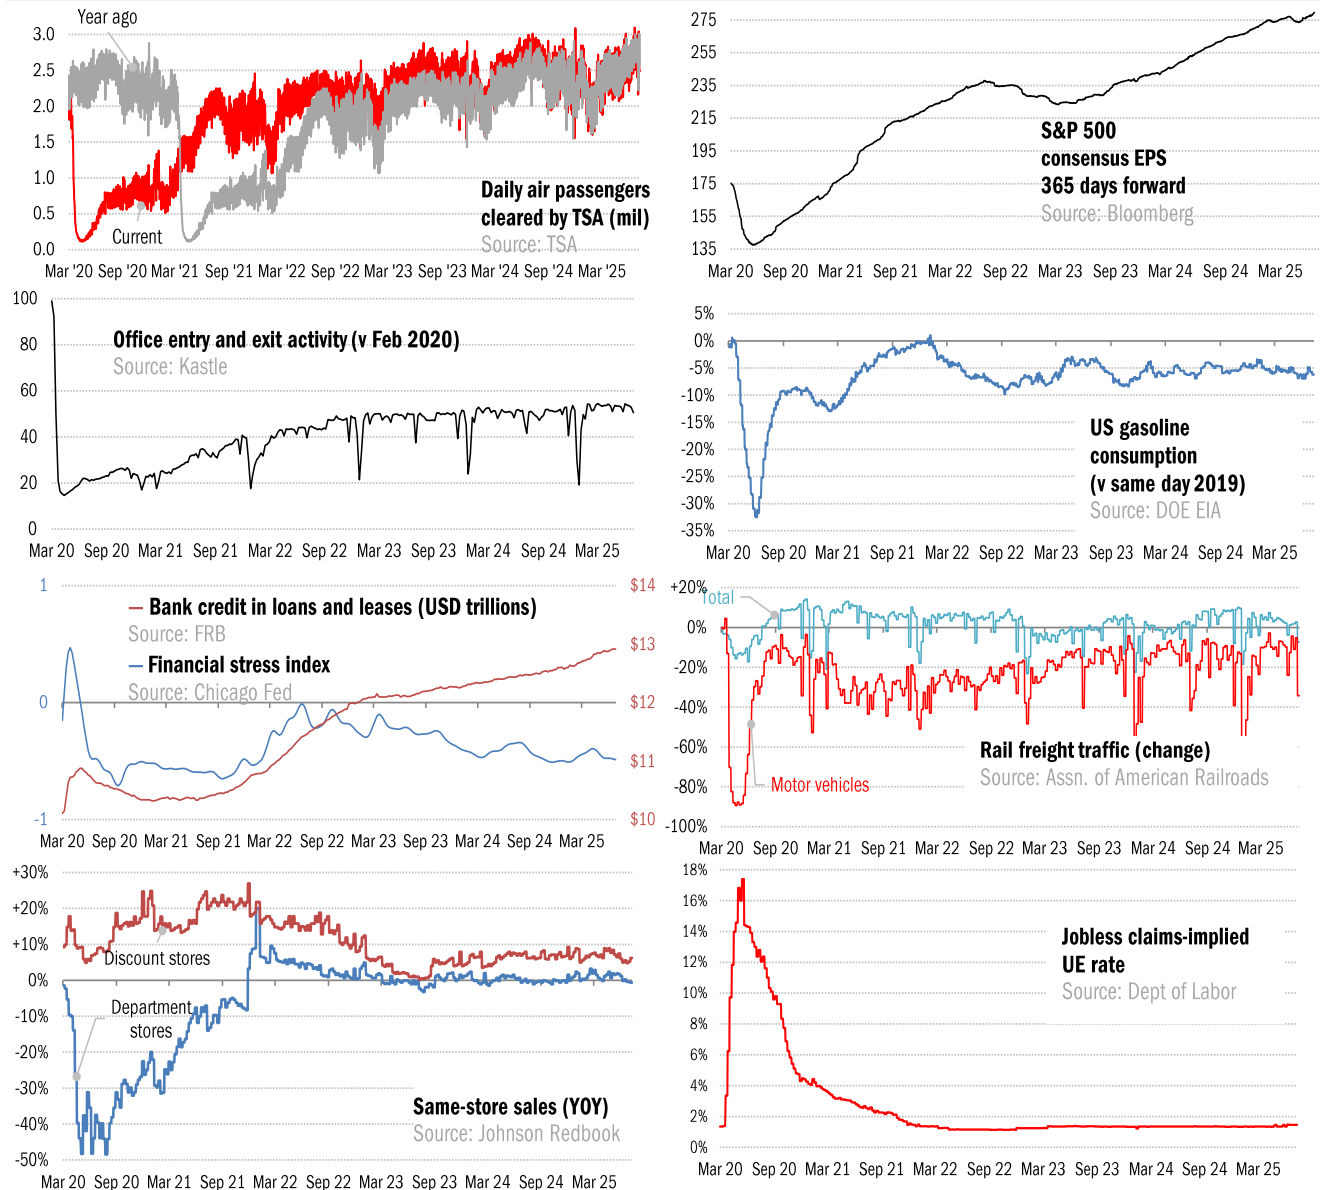 Year ago
3.0
2.5
2.0
1.5
1.0
0.5
0.0
Daily air passengers
cleared by TSA (mil)
Source: TSA
Current
Mar '20 Sep '20 Mar '21 Sep '21 Mar '22 Sep '22 Mar '23 Sep '23 Mar '24 Sep '24 Mar '25
275
255
235
215
195
175
155
135
S&P 500
consensus EPS
365 days forward
Source: Bloomberg
Mar 20 Sep 20 Mar 21 Sep 21 Mar 22 Sep 22 Mar 23 Sep 23 Mar 24 Sep 24 Mar 25
100
80
60
40
20
0
Office entry and exit activity (v Feb 2020)
Source: Kastle
Mar 20 Sep 20 Mar 21 Sep 21 Mar 22 Sep 22 Mar 23 Sep 23 Mar 24 Sep 24 Mar 25
5%
0%
-5%
-10%
-15%
-20%
-25%
-30%
-35%
US gasoline
consumption
(v same day 2019)
Source: DOE EIA
Mar 20 Sep 20 Mar 21 Sep 21 Mar 22 Sep 22 Mar 23 Sep 23 Mar 24 Sep 24 Mar 25
1
0
-1
Bank credit in loans and leases (USD trillions)
Source: FRB
Financial stress index
Source: Chicago Fed
$14
$13
$12
$11
$10
Mar 20 Sep 20 Mar 21 Sep 21 Mar 22 Sep 22 Mar 23 Sep 23 Mar 24 Sep 24 Mar 25
+20%
0%
-20%
-40%
-60%
-80%
-100%
Total
Motor vehicles
Rail freight traffic (change)
Source: Assn. of American Railroads
Mar 20 Sep 20 Mar 21 Sep 21 Mar 22 Sep 22 Mar 23 Sep 23 Mar 24 Sep 24 Mar 25
+30%
+20%
+10%
0%
-10%
-20%
-30%
-40%
-50%
Discount stores
Department
stores
Same-store sales (YOY)
Source: Johnson Redbook
Mar 20 Sep 20 Mar 21 Sep 21 Mar 22 Sep 22 Mar 23 Sep 23 Mar 24 Sep 24 Mar 25
18%
16%
14%
12%
10%
8%
6%
4%
2%
0%
Jobless claims-implied
UE rate
Source: Dept of Labor
Mar 20 Sep 20 Mar 21 Sep 21 Mar 22 Sep 22 Mar 23 Sep 23 Mar 24 Sep 24 Mar 25